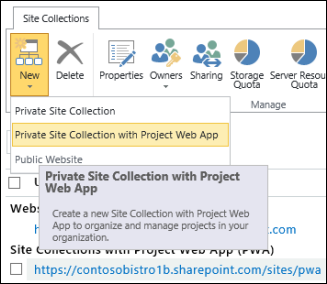 Site Collections
New
Delete
Properties
Owners
Sharing
Storage
Quota
Server Resou
Quota
Manage
Private Site Collection
Private Site Collection with Project Web App
Public Website
Private Site Collection with Project
Web App
Create a new Site Collection with Project Web
App to organize and manage projects in your
organization.
U
Webs
h
.com
Site Collections with Project Web App (PWA)
https://contosobistro1b.sharepoint.com/sites/pwa